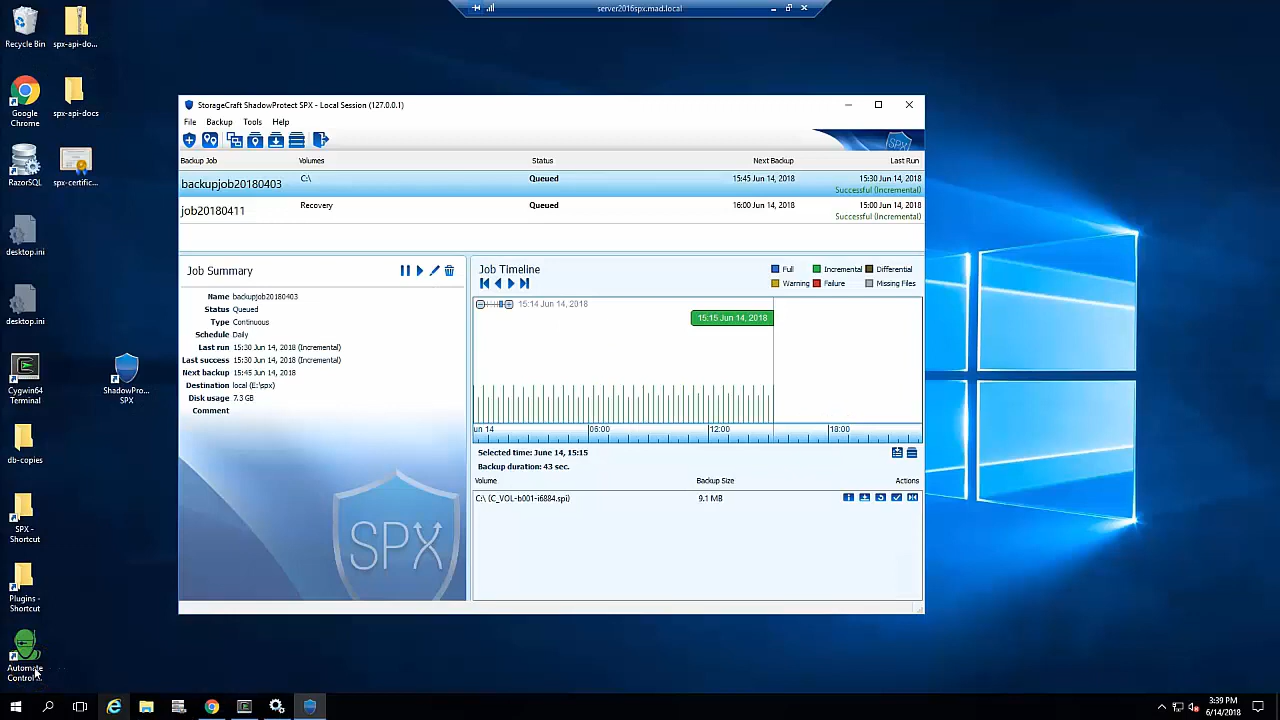 server2016spx.mad.local
Recycle Bin
spx-api-do...
Google
Chrome
spx-api-docs
RazorSQL
spx-certific...
desktop.ini
desktop.ini
Cygwin64
Terminal
ShadowPro...
SPX
db-copies
SPX -
Shortcut
Plugins -
Shortcut
Automate
Control...
StorageCraft ShadowProtect SPX - Local Session (127.0.0.1)
File Backup Tools Help
SPX
Backup Job Volumes Status Next Backup Last Run
backupjob20180403 C:\ Queued 15:45 Jun 14, 2018 15:30 Jun 14, 2018
Successful (Incremental)
job20180411 Recovery Queued 16:00 Jun 14, 2018 15:00 Jun 14, 2018
Successful (Incremental)
Job Summary
Name backupjob20180403
Status Queued
Type Continuous
Schedule Daily
Last run 15:30 Jun 14, 2018 (Incremental)
Last success 15:30 Jun 14, 2018 (Incremental)
Next backup 15:45 Jun 14, 2018
Destination local (E:\spx)
Disk usage 7.3 GB
Comment
SPX
Job Timeline
Full Incremental Differential
Warning Failure Missing Files
15:14 Jun 14, 2018
15:15 Jun 14, 2018
un 14 06:00 12:00 18:00
Selected time: June 14, 15:15
Backup duration: 43 sec.
Volume Backup Size Actions
C:\ (C_VOL-b001-i6884.spi) 9.1 MB
3:39 PM
6/14/2018